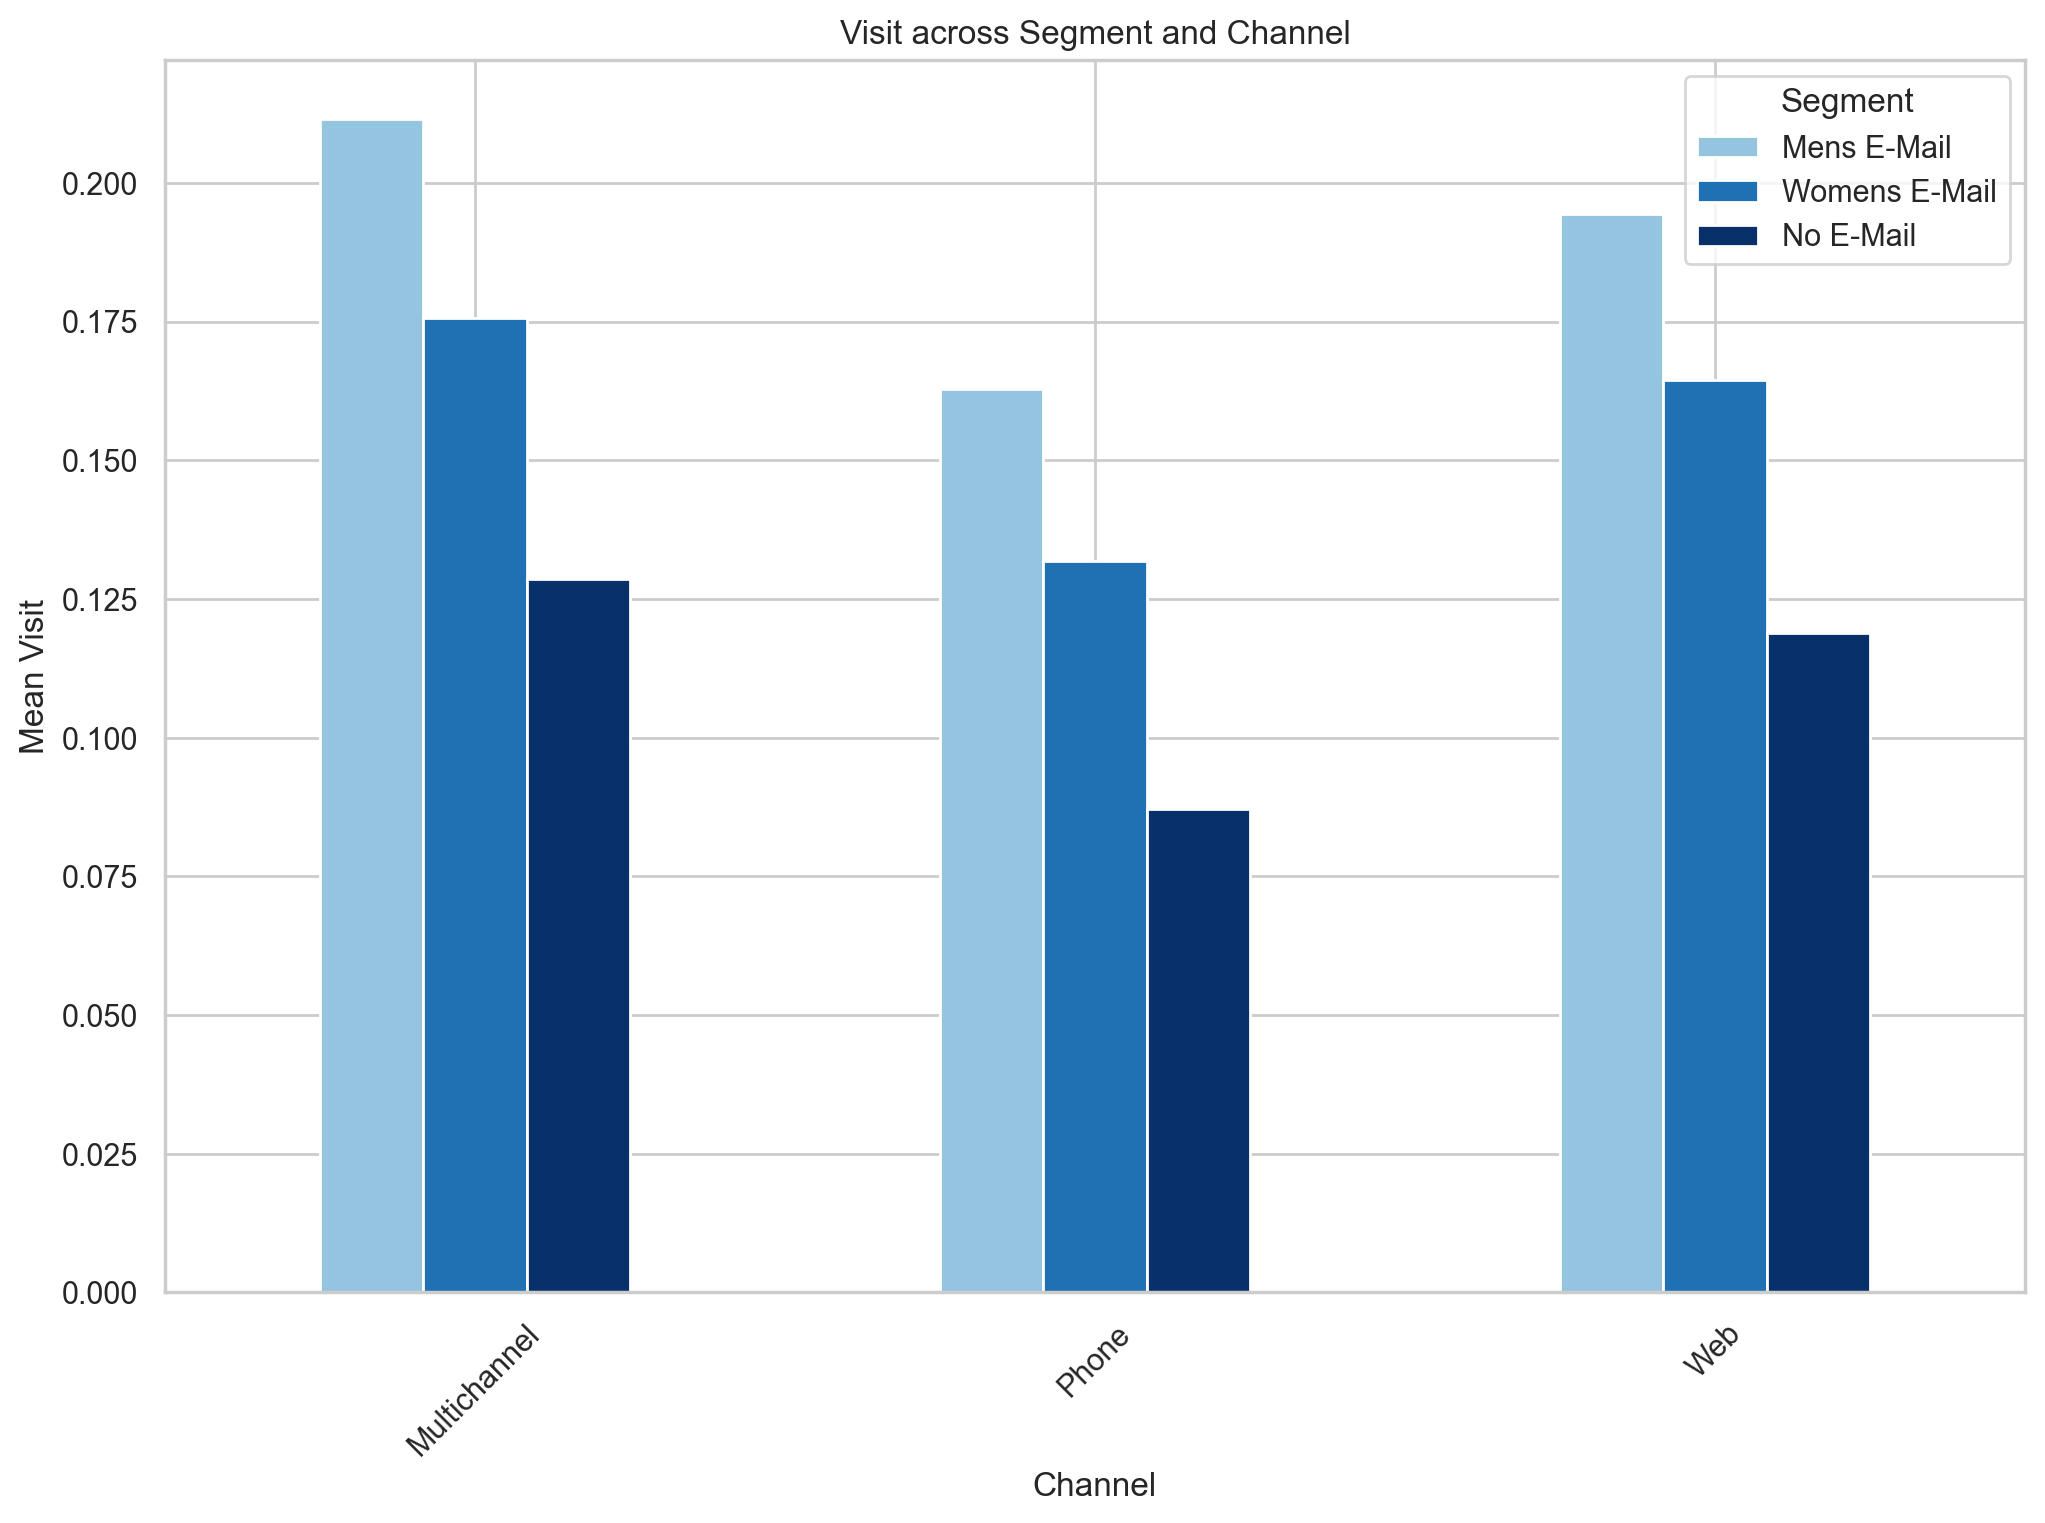 Visit across Segment and Channel
Segment
Mens E-Mail
Womens E-Mail
No E-Mail
Mean Visit
0.200
0.175
0.150
0.125
0.100
0.075
0.050
0.025
0.000
Multichannel
Phone
Web
Channel